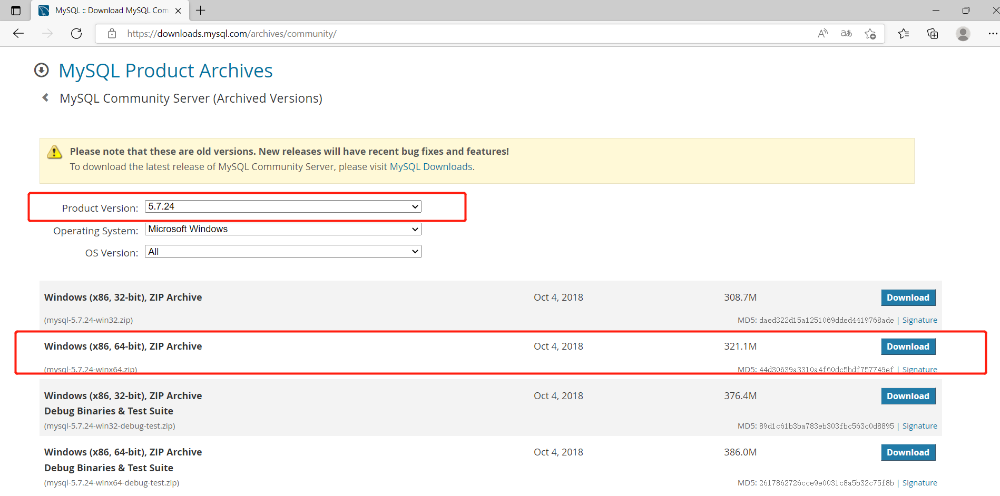 MySQL :: Download MySQL Com
https://downloads.mysql.com/archives/community/
MySQL Product Archives
MySQL Community Server (Archived Versions)
Please note that these are old versions. New releases will have recent bug fixes and features!
To download the latest release of MySQL Community Server, please visit MySQL Downloads.
Product Version: 5.7.24
Operating System: Microsoft Windows
OS Version: All
Windows (x86, 32-bit), ZIP Archive Oct 4, 2018 308.7M Download
(mysql-5.7.24-win32.zip) MD5: daed322d15a1251069dded4419768ade | Signature
Windows (x86, 64-bit), ZIP Archive Oct 4, 2018 321.1M Download
(mysql-5.7.24-winx64.zip) MD5: 44d30639a3310a4f60dc5bdf757749ef | Signature
Windows (x86, 32-bit), ZIP Archive Oct 4, 2018 376.4M Download
Debug Binaries & Test Suite
(mysql-5.7.24-win32-debug-test.zip) MD5: 89d1c61b3ba783eb303fbc563c0d8895 | Signature
Windows (x86, 64-bit), ZIP Archive Oct 4, 2018 386.0M Download
Debug Binaries & Test Suite
(mysql-5.7.24-winx64-debug-test.zip) MD5: 2617862726cce9e0031c8a5b32c75f8b | Signature